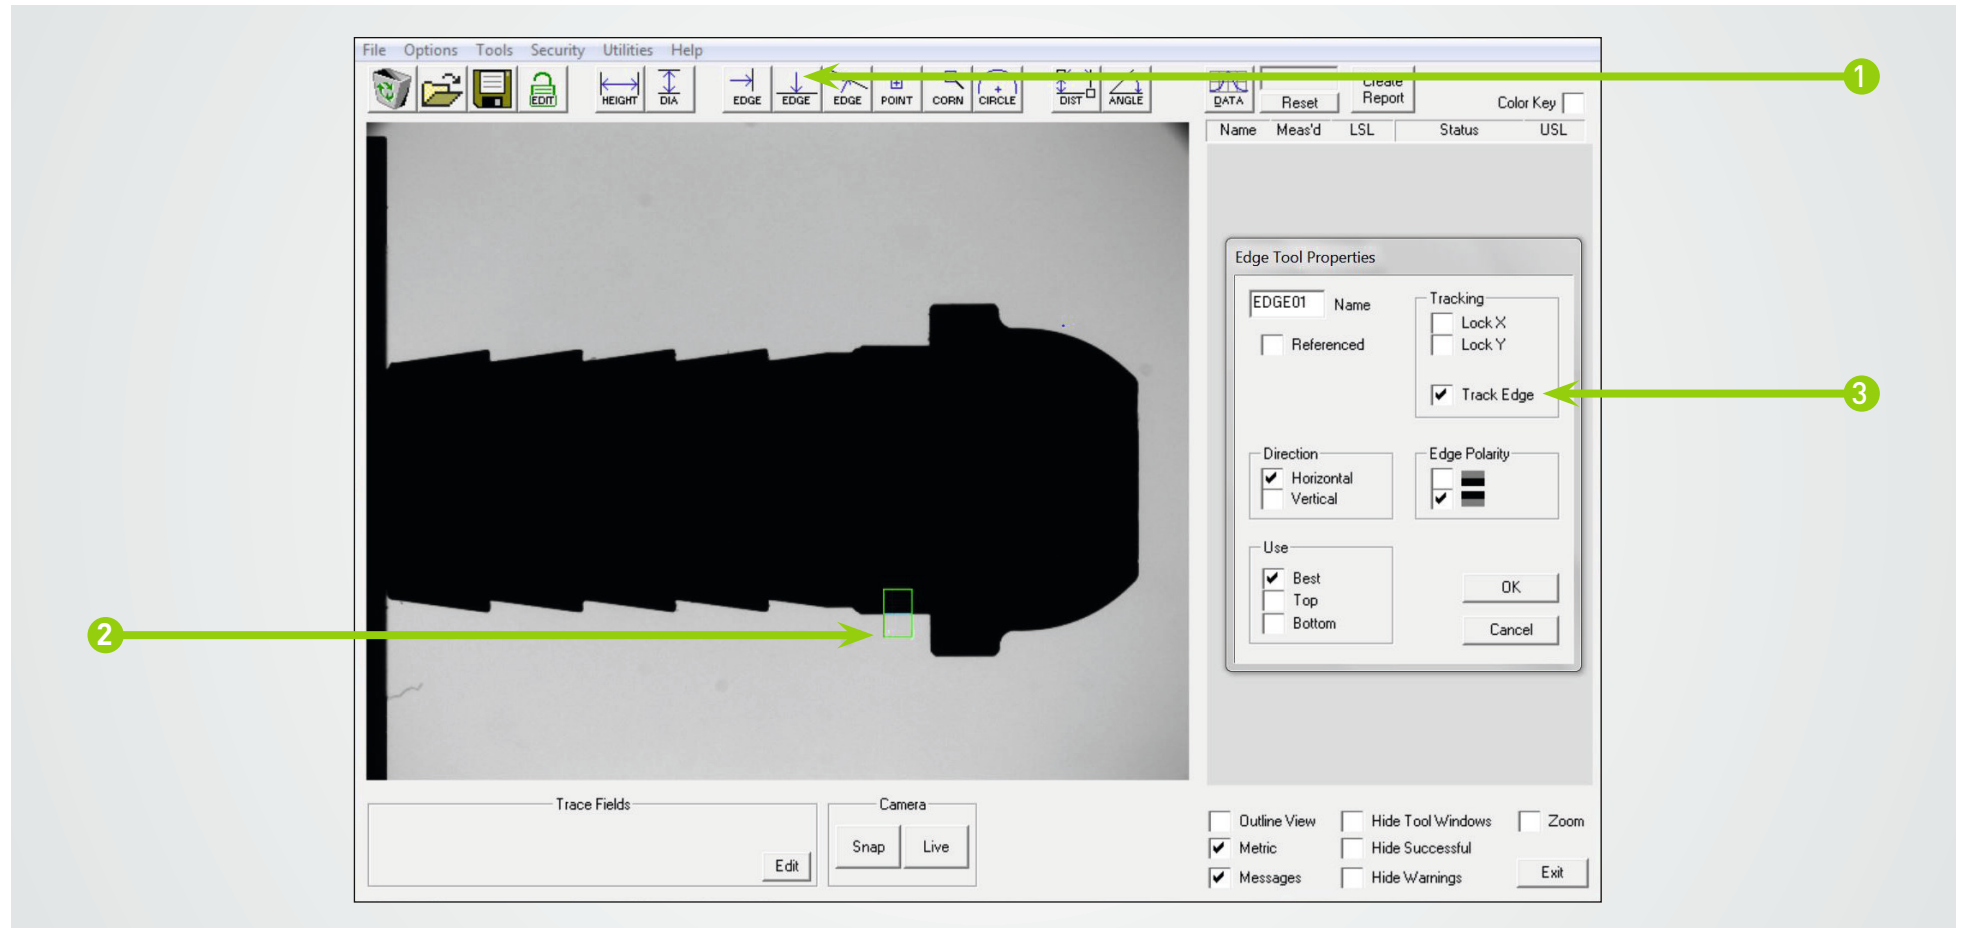 File Options Tools Security Utilities Help
EDIT HEIGHT DIA EDGE EDGE EDGE POINT CORN CIRCLE DIST ANGLE DATA Reset Create Report Color Key
1
Name Meas'd LSL Status USL
Edge Tool Properties
EDGE01 Name
Referenced
Tracking
Lock X
Lock Y
Track Edge
3
Direction
Horizontal
Vertical
Edge Polarity
Use
Best
Top
Bottom
OK
Cancel
2
Trace Fields
Edit
Camera
Snap Live
Outline View Hide Tool Windows Zoom
Metric Hide Successful
Messages Hide Warnings Exit